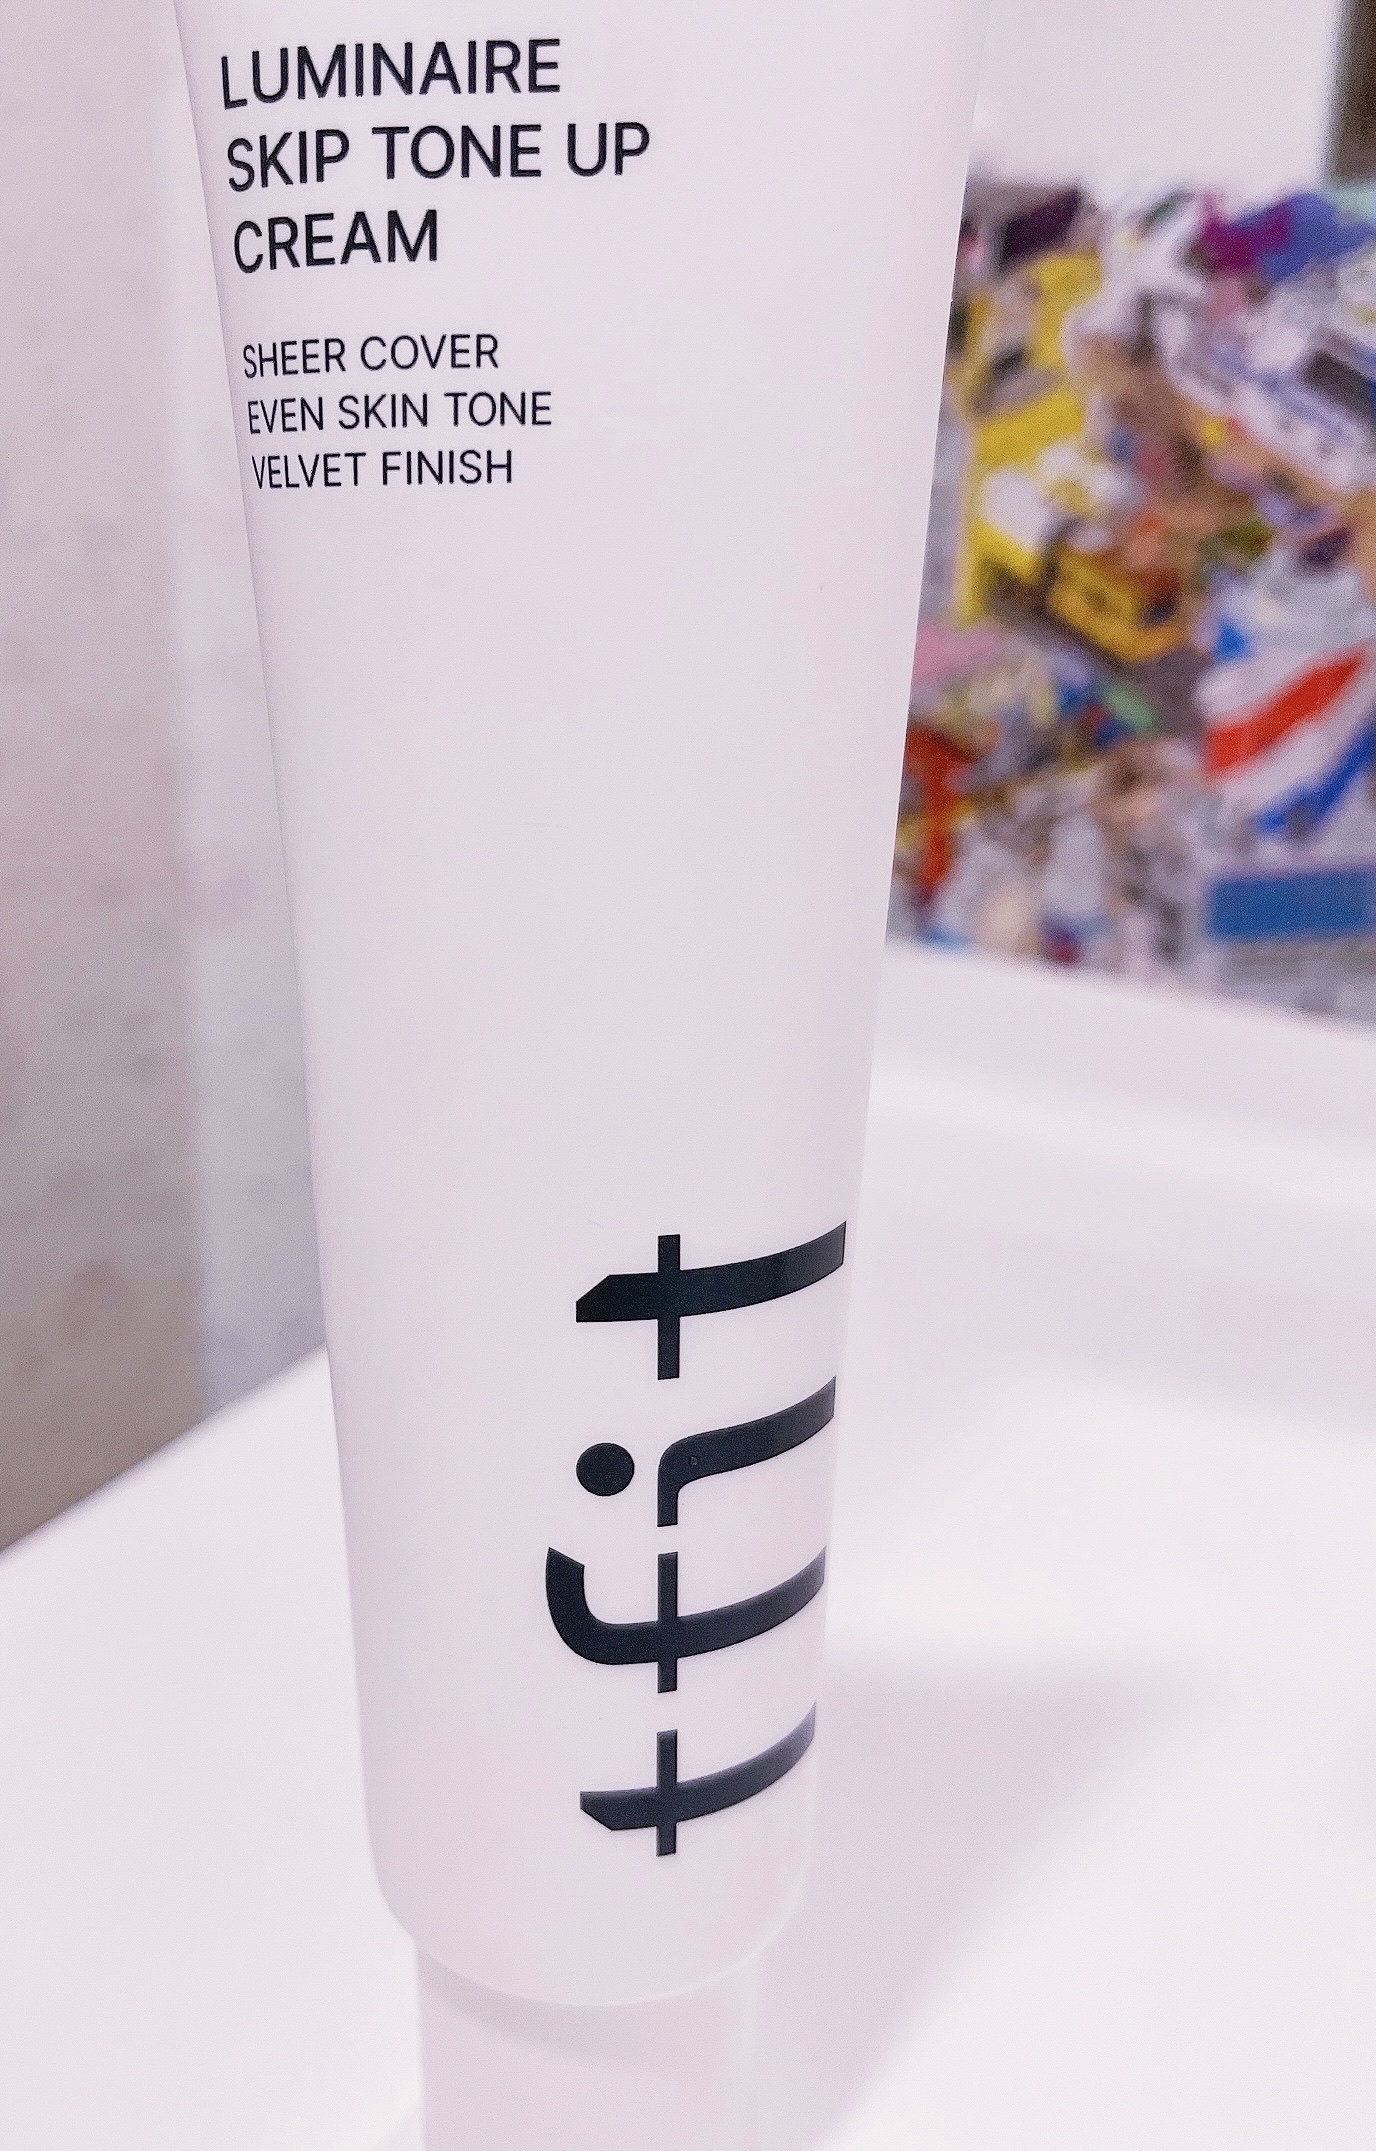 LUMINAIRE
SKIP TONE UP
CREAM
SHEER COVER
EVEN SKIN TONE
VELVET FINISH
tfit